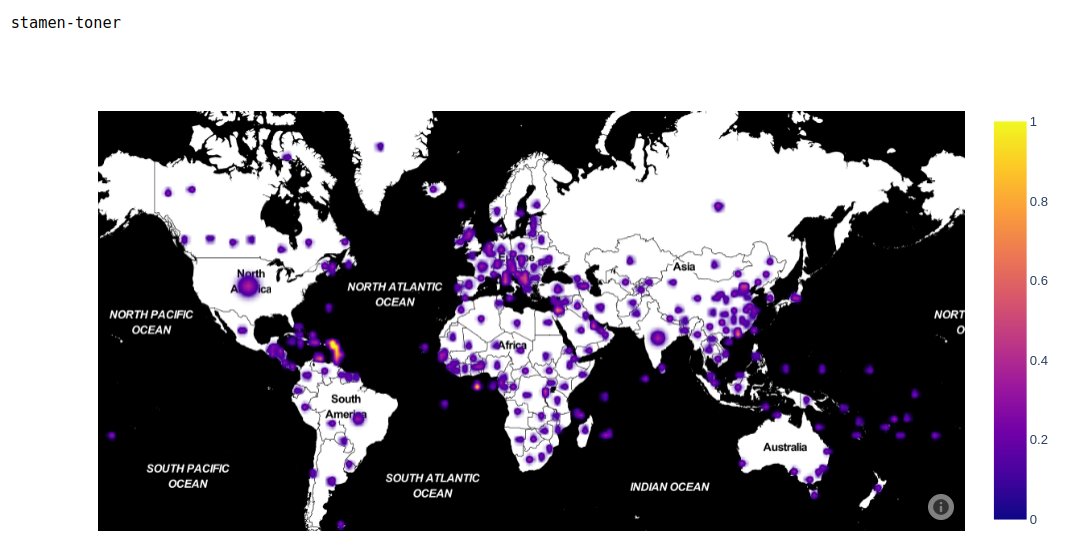 stamen-toner
1
0.8
0.6
0.4
0.2
0
North
America
NORTH ATLANTIC
OCEAN
NORTH PACIFIC
OCEAN
Europe
Asia
Africa
NORT
O
South
America
Australia
SOUTH PACIFIC
OCEAN
SOUTH ATLANTIC
OCEAN
INDIAN OCEAN
i